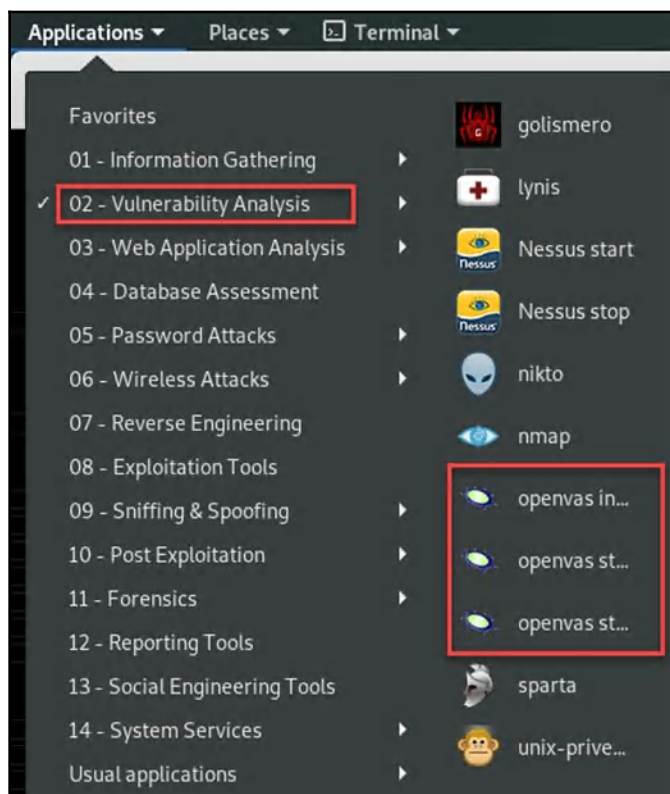 Applications Places Terminal
Favorites
01 - Information Gathering
✓ 02 - Vulnerability Analysis
03 - Web Application Analysis
04 - Database Assessment
05 - Password Attacks
06 - Wireless Attacks
07 - Reverse Engineering
08 - Exploitation Tools
09 - Sniffing & Spoofing
10 - Post Exploitation
11 - Forensics
12 - Reporting Tools
13 - Social Engineering Tools
14 - System Services
Usual applications
G
golismero
lynis
Nessus
Nessus start
Nessus
Nessus stop
nikto
nmap
openvas in...
openvas st...
openvas st...
sparta
unix-prive...